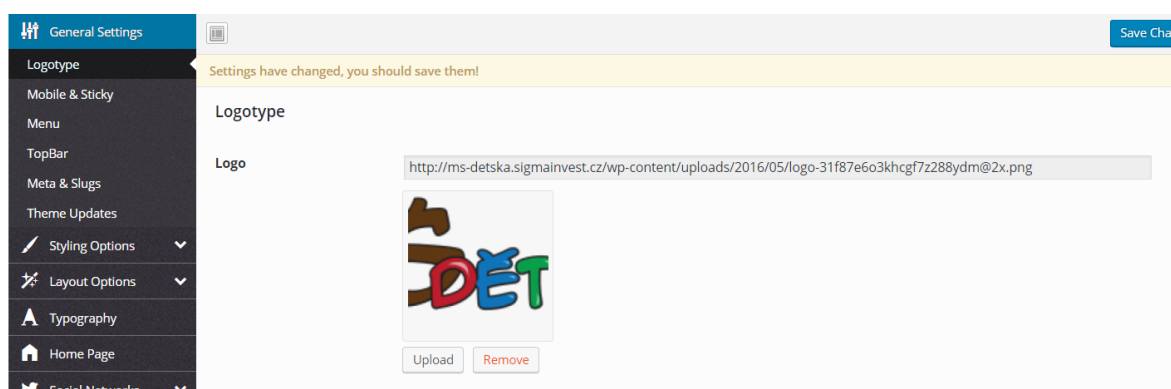 General Settings
Logotype
Mobile & Sticky
Menu
TopBar
Meta & Slugs
Theme Updates
Styling Options
Layout Options
Typography
Home Page
Social Networks
Save Cha
Settings have changed, you should save them!
Logotype
Logo
http://ms-detska.sigmainvest.cz/wp-content/uploads/2016/05/logo-31f87e6o3khcgf7z288ydm@2x.png
DĚT
Upload
Remove